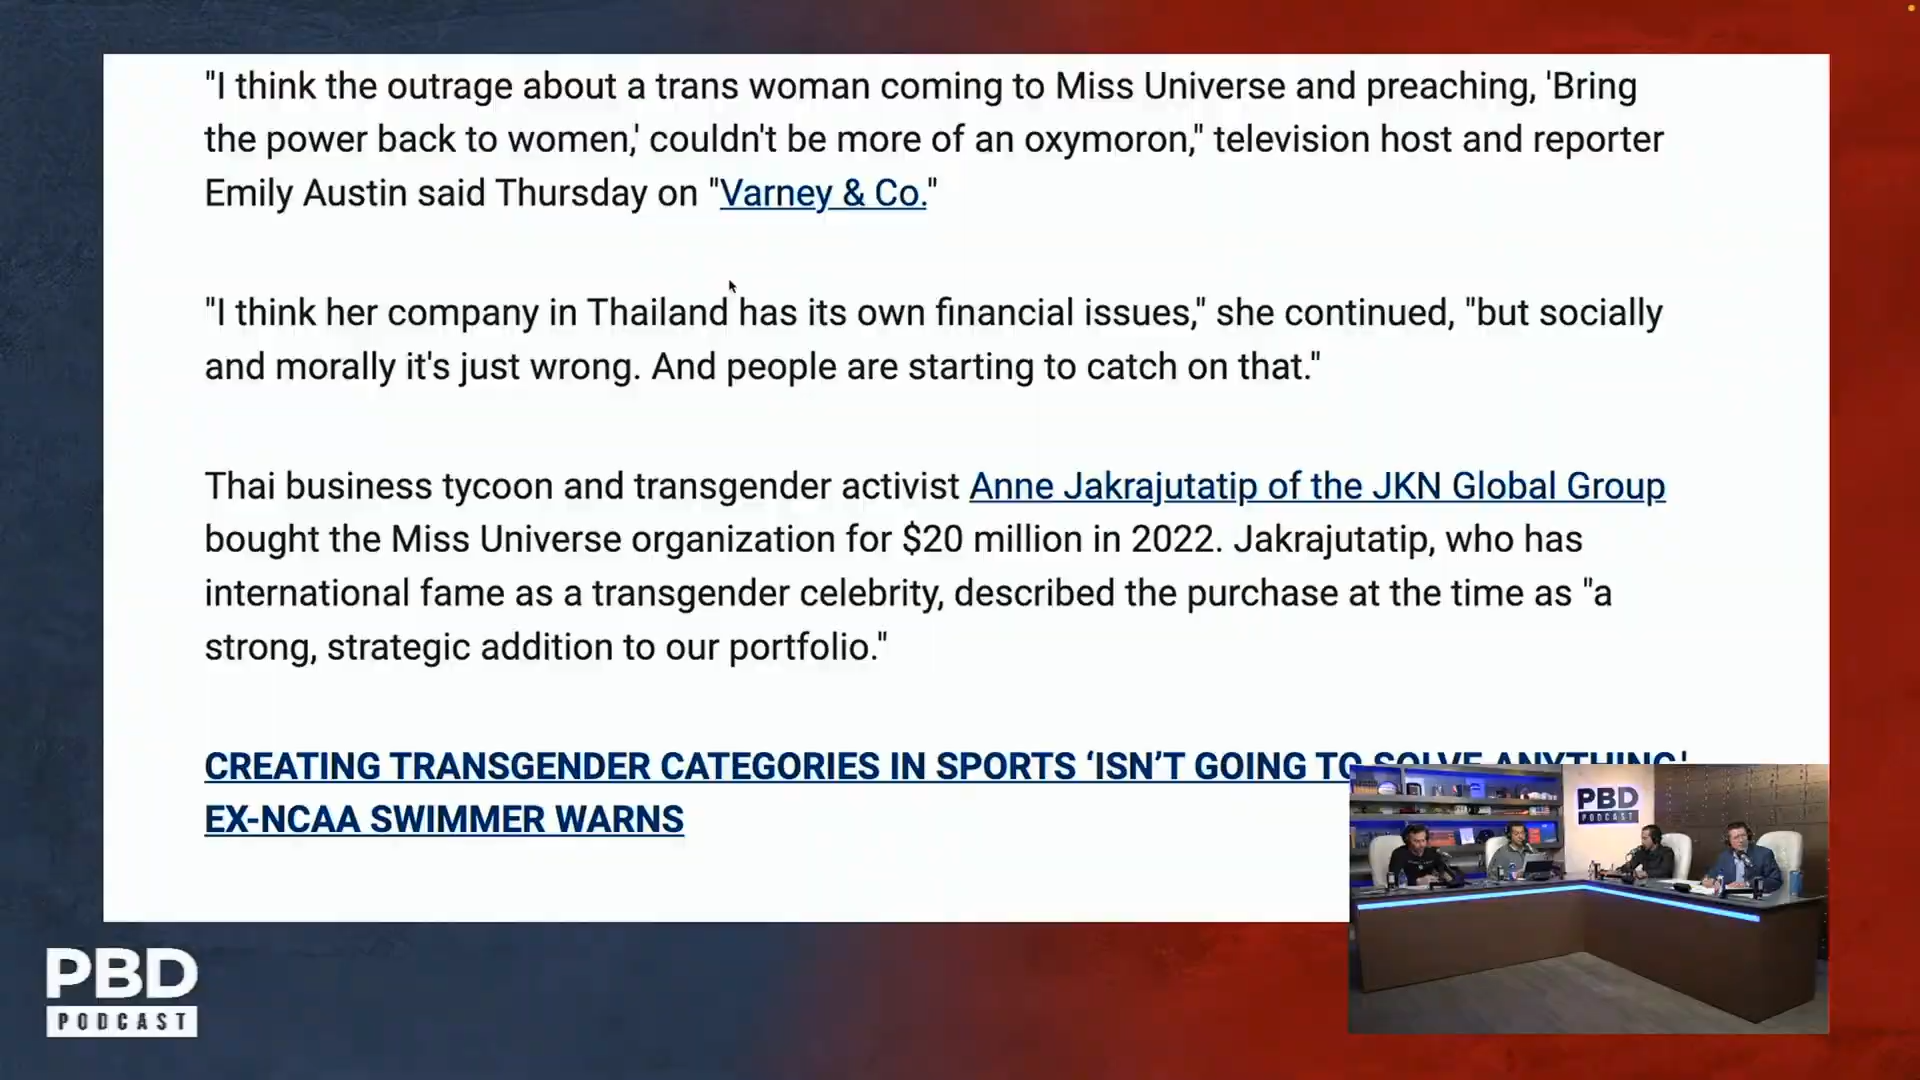 "I think the outrage about a trans woman coming to Miss Universe and preaching, 'Bring
the power back to women,' couldn't be more of an oxymoron," television host and reporter
Emily Austin said Thursday on "Varney & Co."
"I think her company in Thailand has its own financial issues," she continued, "but socially
and morally it's just wrong. And people are starting to catch on that."
Thai business tycoon and transgender activist Anne Jakrajutatip of the JKN Global Group
bought the Miss Universe organization for $20 million in 2022. Jakrajutatip, who has
international fame as a transgender celebrity, described the purchase at the time as "a
strong, strategic addition to our portfolio."
CREATING TRANSGENDER CATEGORIES IN SPORTS ‘ISN’T GOING TO SOLVE ANYTHING,'
EX-NCAA SWIMMER WARNS
PBD
PODCAST
PBD
PODCAST